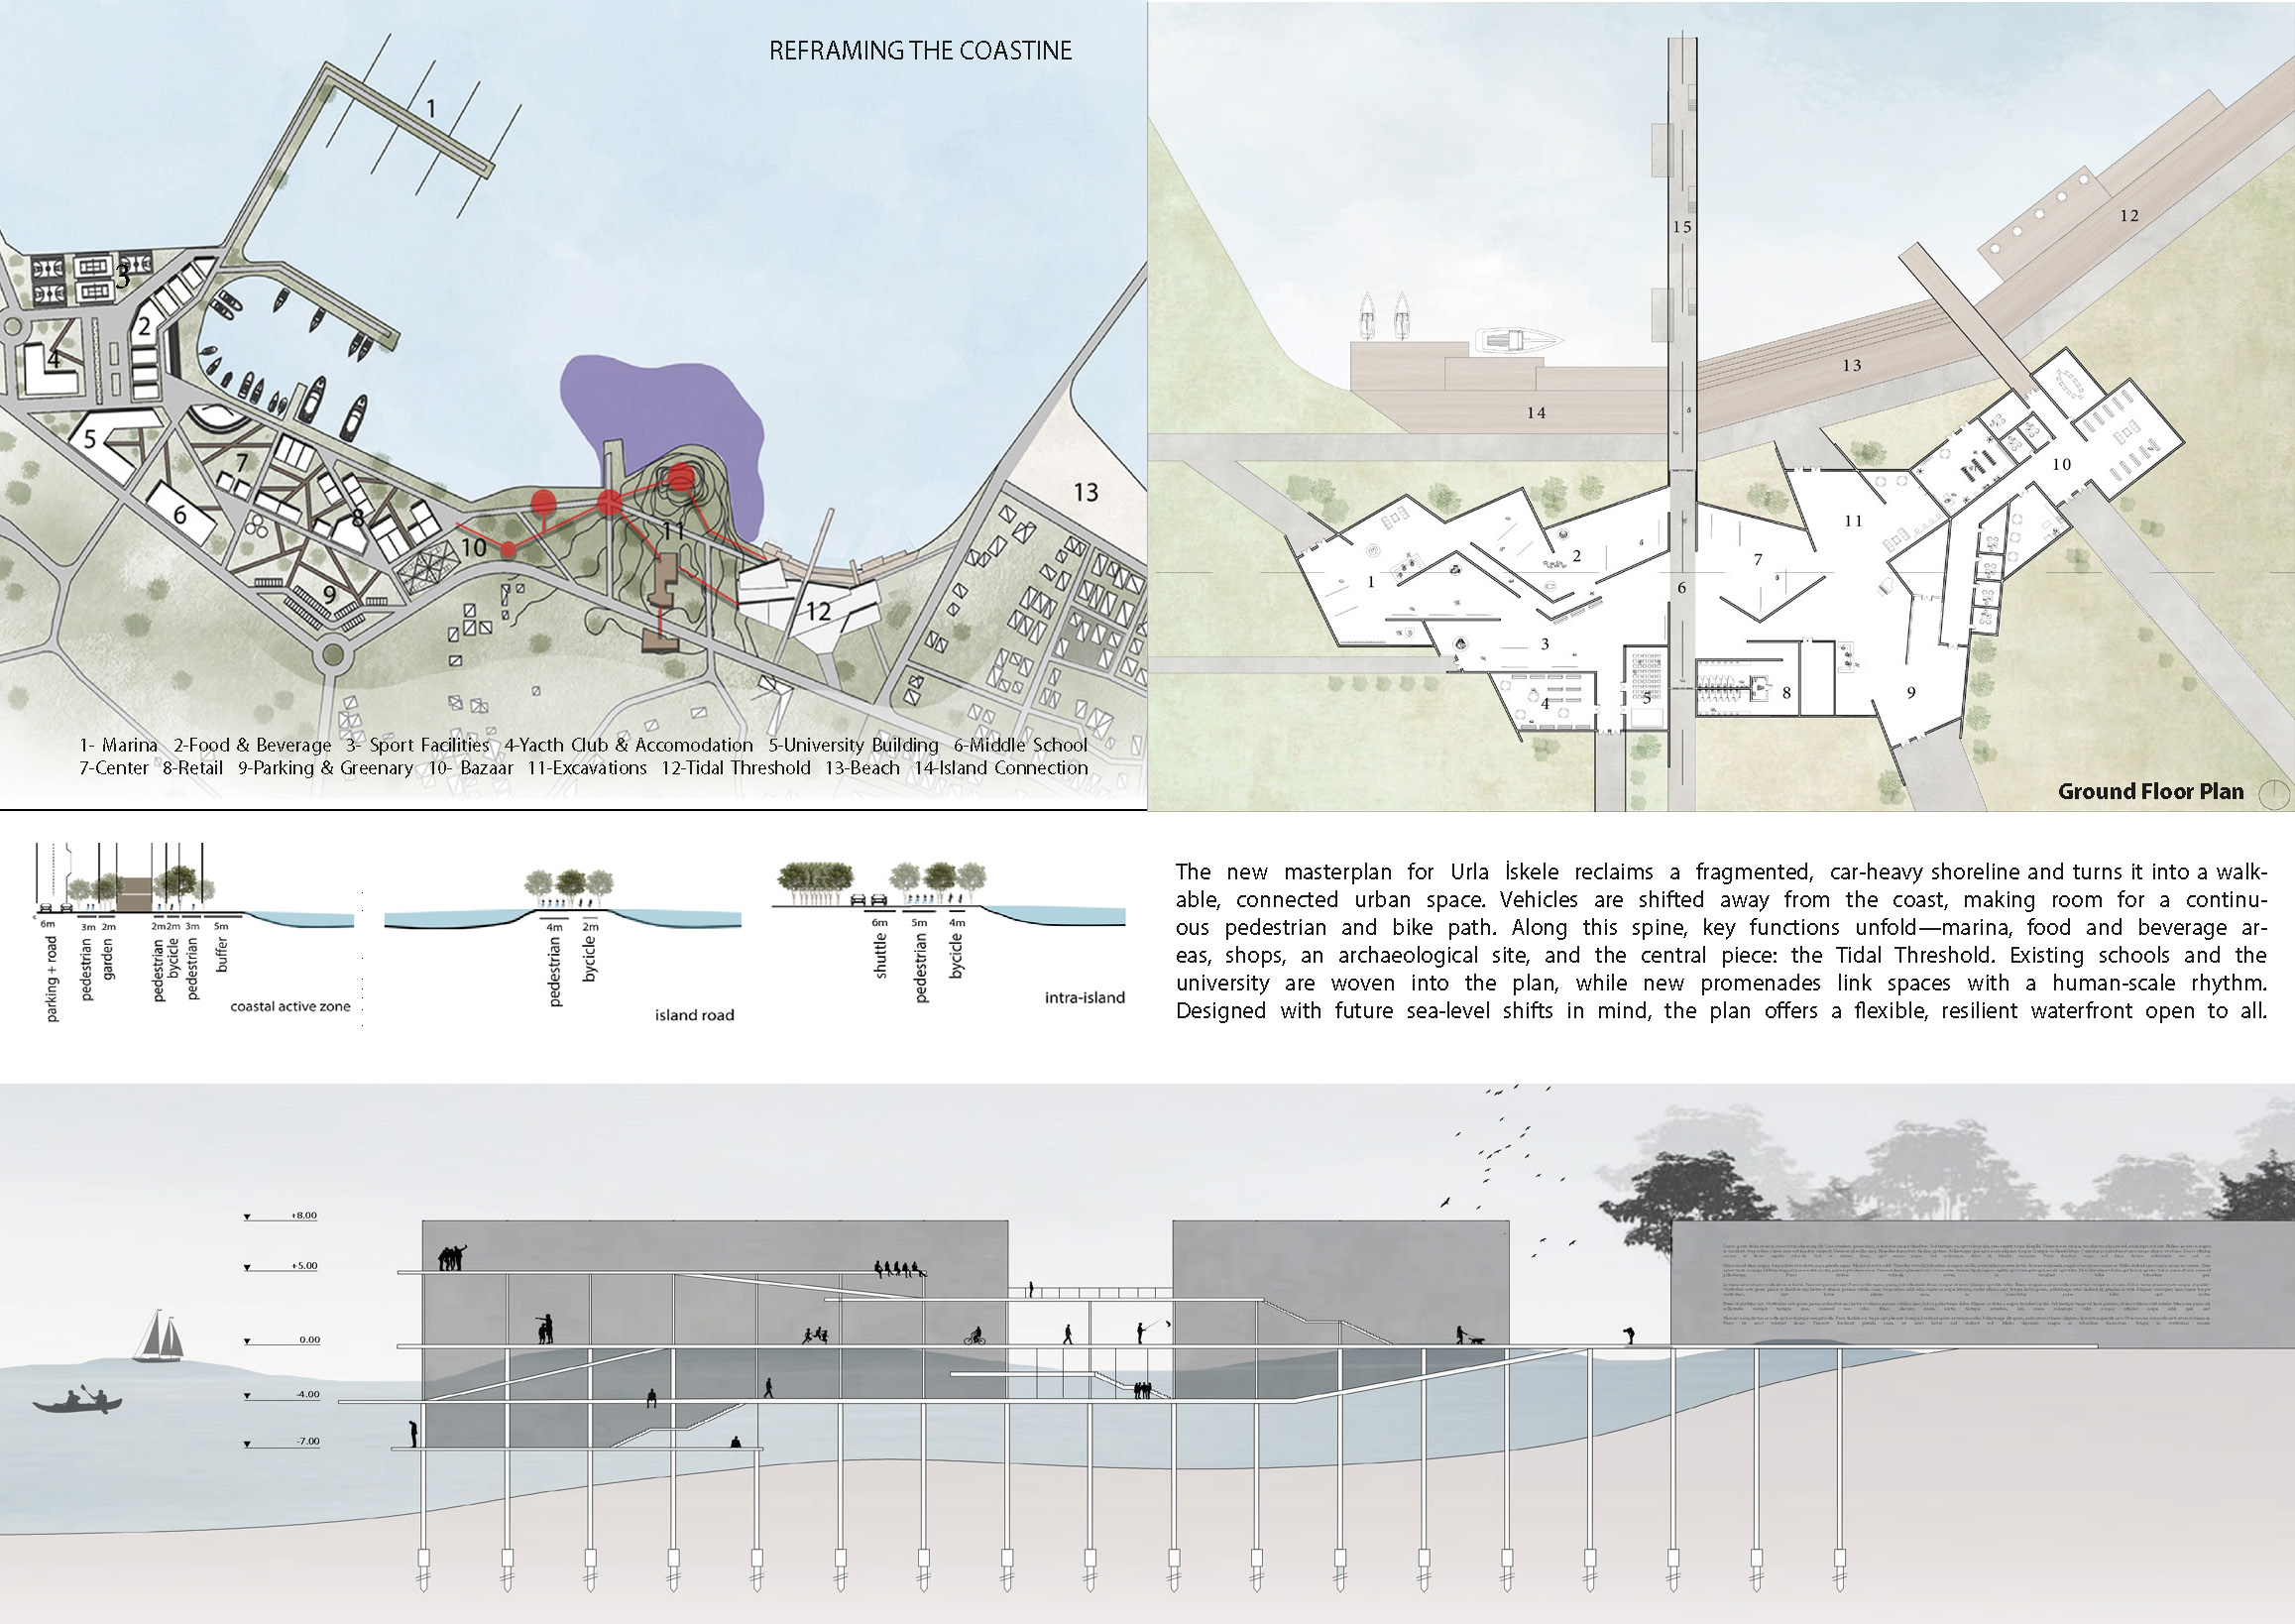 REFRAMING THE COASTINE
1
2
3
4
5
6
7
8
9
10
11
12
13
1- Marina 2-Food & Beverage 3- Sport Facilities 4-Yacth Club & Accomodation 5-University Building 6-Middle School
7-Center 8-Retail 9-Parking & Greenary 10- Bazaar 11-Excavations 12-Tidal Threshold 13-Beach 14-Island Connection
15
12
13
14
10
11
2
1
7
6
3
4
5
8
9
Ground Floor Plan
6m
3m
2m
2m
2m
3m
5m
parking + road
pedestrian
garden
pedestrian
bycicle
pedestrian
buffer
coastal active zone
4m
2m
pedestrian
bycicle
island road
6m
5m
4m
shuttle
pedestrian
bycicle
intra-island
The new masterplan for Urla İskele reclaims a fragmented, car-heavy shoreline and turns it into a walk-
able, connected urban space. Vehicles are shifted away from the coast, making room for a continu-
ous pedestrian and bike path. Along this spine, key functions unfold—marina, food and beverage ar-
eas, shops, an archaeological site, and the central piece: the Tidal Threshold. Existing schools and the
university are woven into the plan, while new promenades link spaces with a human-scale rhythm.
Designed with future sea-level shifts in mind, the plan offers a flexible, resilient waterfront open to all.
+8.00
+5.00
0.00
-4.00
-7.00